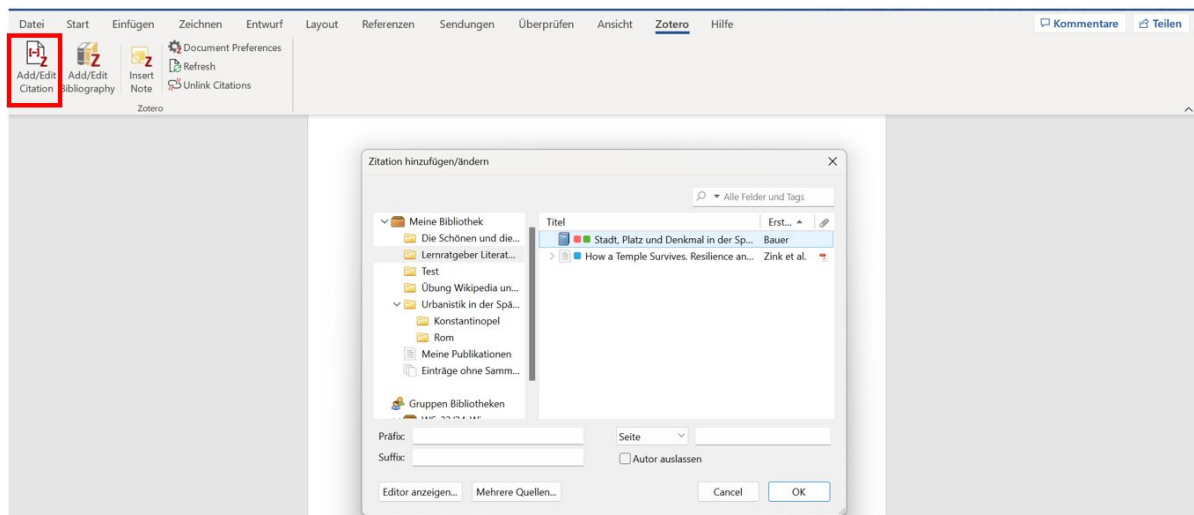 Datei Start Einfügen Zeichnen Entwurf Layout Referenzen Sendungen Überprüfen Ansicht Zotero Hilfe Kommentare Teilen
Add/Edit Citation
Add/Edit Bibliography
Insert Note
Document Preferences
Refresh
Unlink Citations
Zotero
Zitation hinzufügen/ändern
Alle Felder und Tags
Meine Bibliothek
Die Schönen und die...
Lernratgeber Literat...
Test
Übung Wikipedia un...
Urbanistik in der Spä...
Konstantinopel
Rom
Meine Publikationen
Einträge ohne Samm...
Gruppen Bibliotheken
Titel Erst...
Stadt, Platz und Denkmal in der Sp... Bauer
How a Temple Survives. Resilience an... Zink et al.
Präfix: Seite
Suffix: Autor auslassen
Editor anzeigen... Mehrere Quellen... Cancel OK